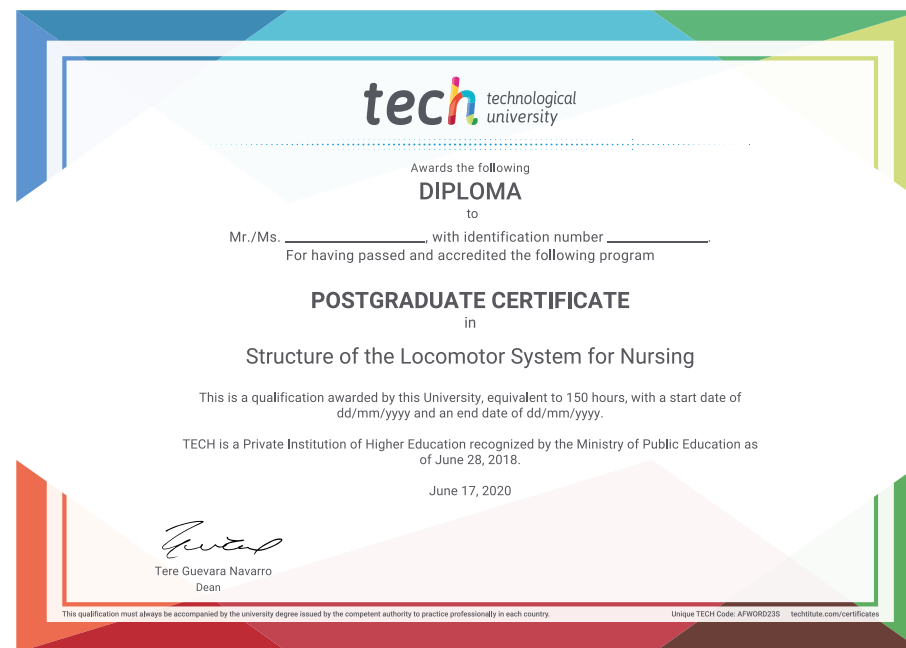 tech technological
university
Awards the following
DIPLOMA
to
Mr./Ms. ____________________, with identification number ______________.
For having passed and accredited the following program
POSTGRADUATE CERTIFICATE
in
Structure of the Locomotor System for Nursing
This is a qualification awarded by this University, equivalent to 150 hours, with a start date of
dd/mm/yyyy and an end date of dd/mm/yyyy.
TECH is a Private Institution of Higher Education recognized by the Ministry of Public Education as
of June 28, 2018.
June 17, 2020
Tere Guevara Navarro
Dean
This qualification must always be accompanied by the university degree issued by the competent authority to practice professionally in each country. Unique TECH Code: AFWORD23S techtitute.com/certificates